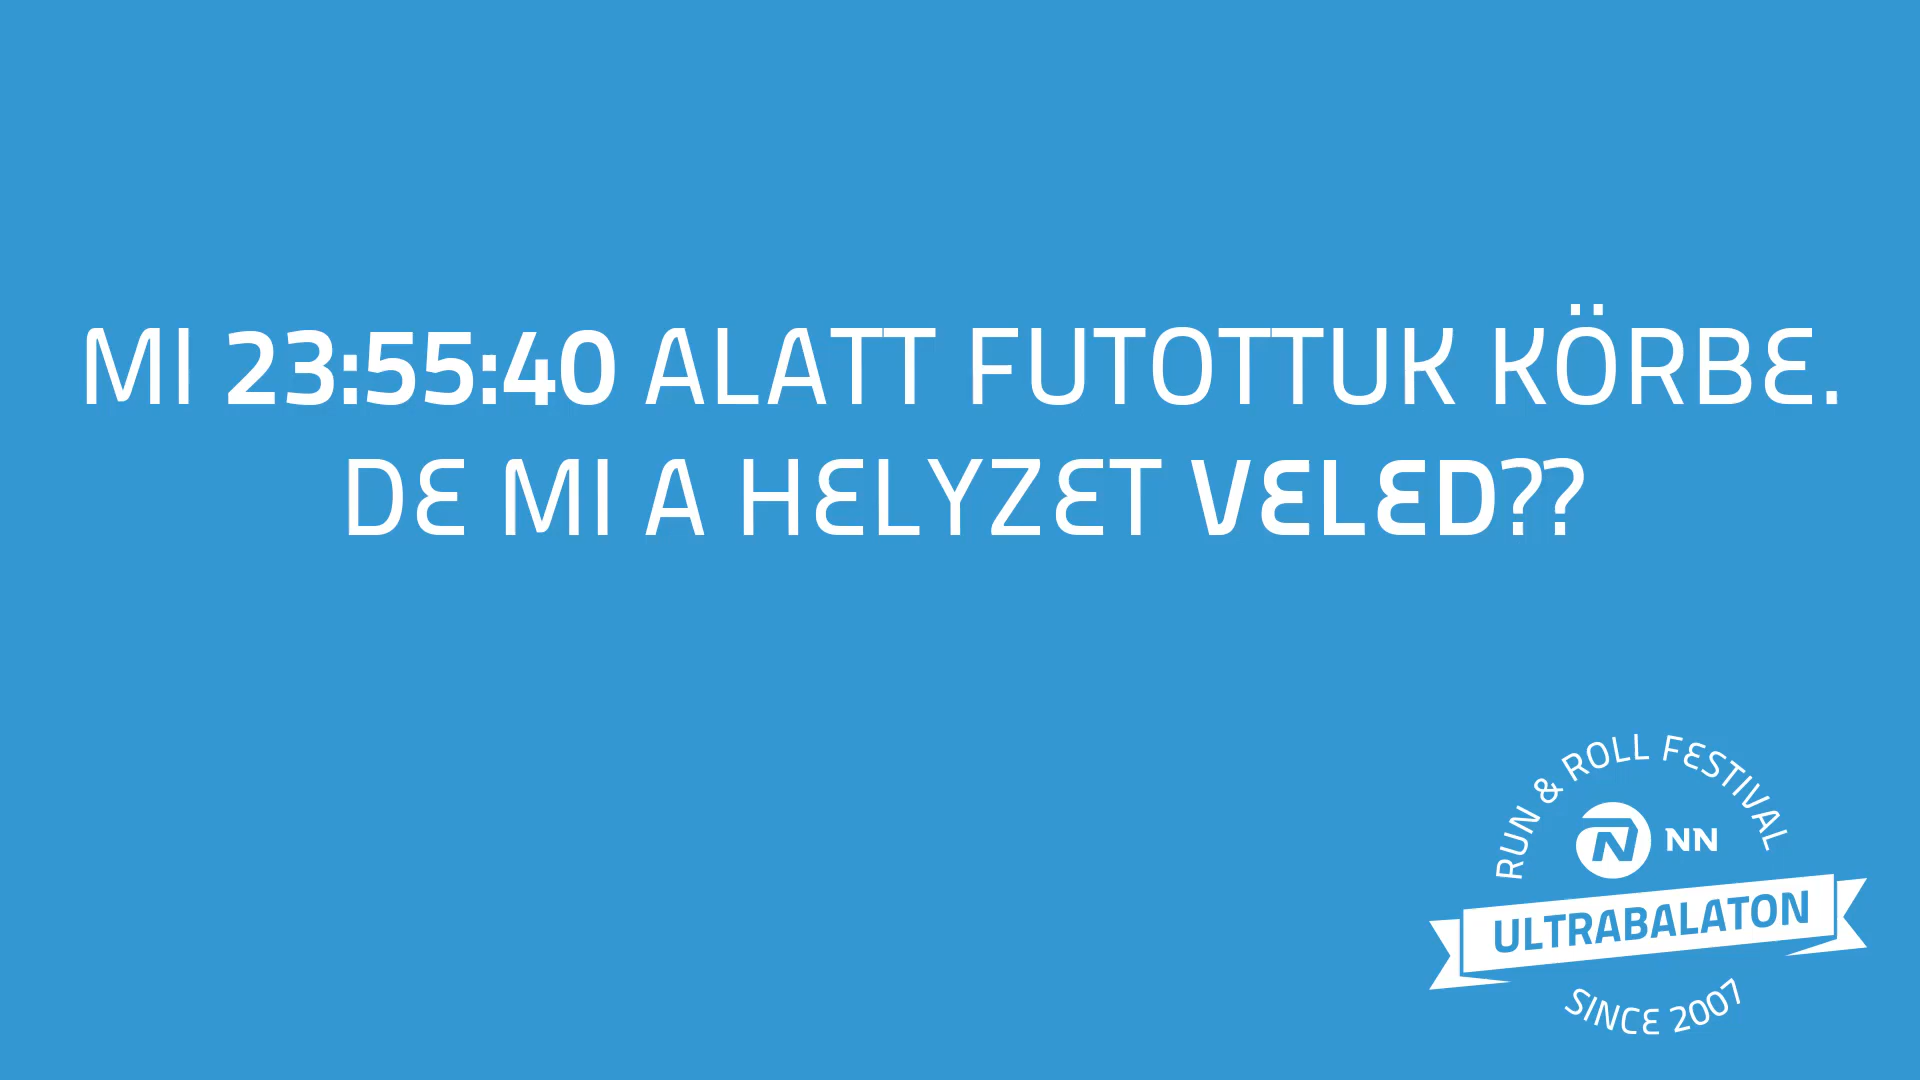 MI 23:55:40 ALATT FUTOTTUK KÖRBE.
DE MI A HELYZET VELED??
RUN & ROLL FESTIVAL
NN
ULTRABALATON
SINCE 2007